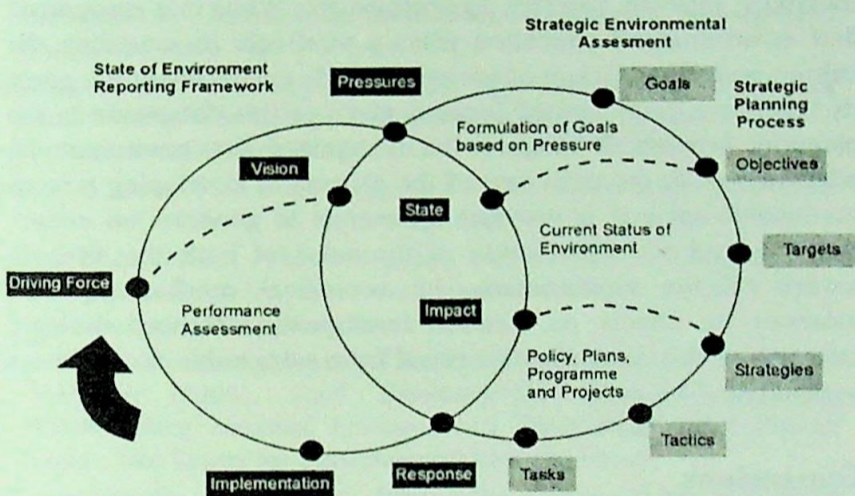 Strategic Environmental
Assesment
State of Environment
Reporting Framework
Pressures
Goals
Strategic
Planning
Process
Formulation of Goals
based on Pressure
Vision
Objectives
State
Current Status of
Environment
Targets
Driving Force
Performance
Assessment
Impact
Policy, Plans,
Programme
and Projects
Strategies
Tactics
Implementation
Response
Tasks